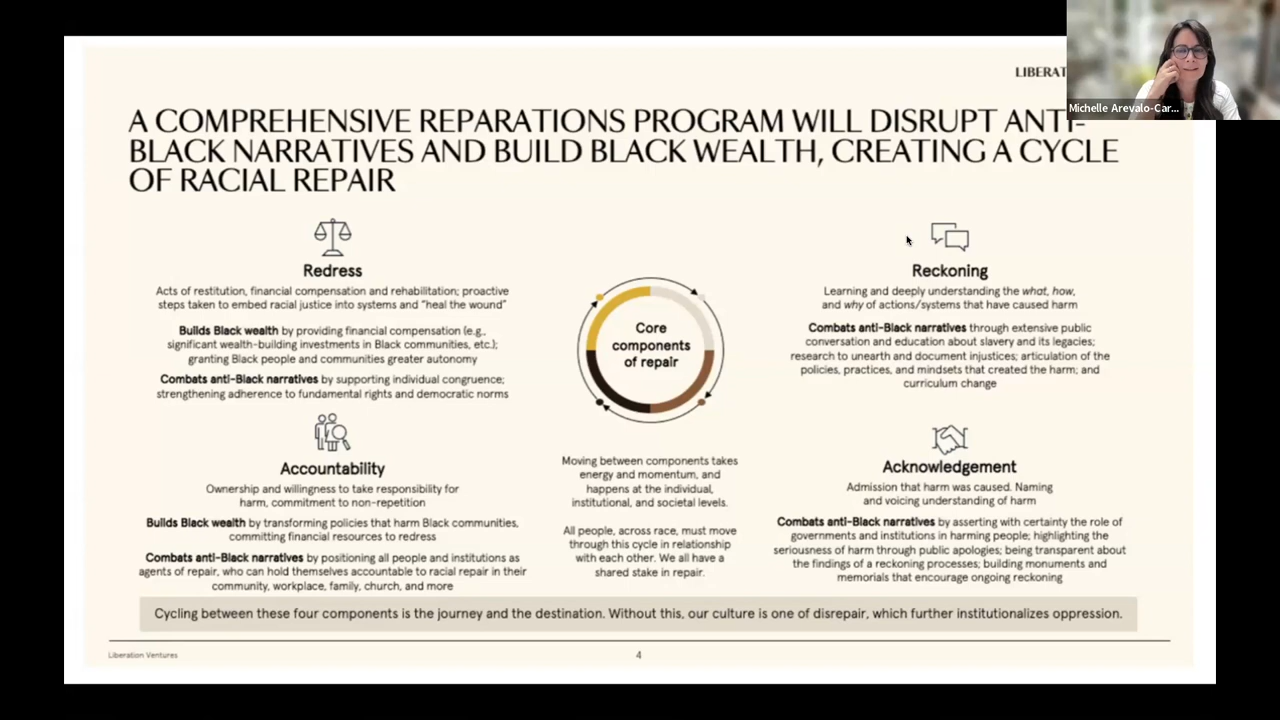 LIBERAT
Michelle Arevalo-Car...
A COMPREHENSIVE REPARATIONS PROGRAM WILL DISRUPT ANTI-
BLACK NARRATIVES AND BUILD BLACK WEALTH, CREATING A CYCLE
OF RACIAL REPAIR
Redress
Acts of restitution, financial compensation and rehabilitation; proactive
steps taken to embed racial justice into systems and "heal the wound"
Builds Black wealth by providing financial compensation (e.g.,
significant wealth-building investments in Black communities, etc.);
granting Black people and communities greater autonomy
Combats anti-Black narratives by supporting individual congruence;
strengthening adherence to fundamental rights and democratic norms
Reckoning
Learning and deeply understanding the what, how,
and why of actions/systems that have caused harm
Combats anti-Black narratives through extensive public
conversation and education about slavery and its legacies;
research to unearth and document injustices; articulation of the
policies, practices, and mindsets that created the harm; and
curriculum change
Core
components
of repair
Accountability
Ownership and willingness to take responsibility for
harm, commitment to non-repetition
Builds Black wealth by transforming policies that harm Black communities,
committing financial resources to redress
Combats anti-Black narratives by positioning all people and institutions as
agents of repair, who can hold themselves accountable to racial repair in their
community, workplace, family, church, and more
Moving between components takes
energy and momentum, and
happens at the individual,
institutional, and societal levels.
All people, across race, must move
through this cycle in relationship
with each other. We all have a
shared stake in repair.
Acknowledgement
Admission that harm was caused. Naming
and voicing understanding of harm
Combats anti-Black narratives by asserting with certainty the role of
governments and institutions in harming people; highlighting the
seriousness of harm through public apologies; being transparent about
the findings of a reckoning processes; building monuments and
memorials that encourage ongoing reckoning
Cycling between these four components is the journey and the destination. Without this, our culture is one of disrepair, which further institutionalizes oppression.
Liberation Ventures
4